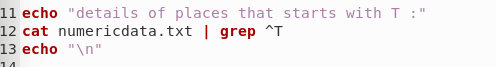 11 echo "details of places that starts with T :"
12 cat numericdata.txt | grep ^T
13 echo "\n"